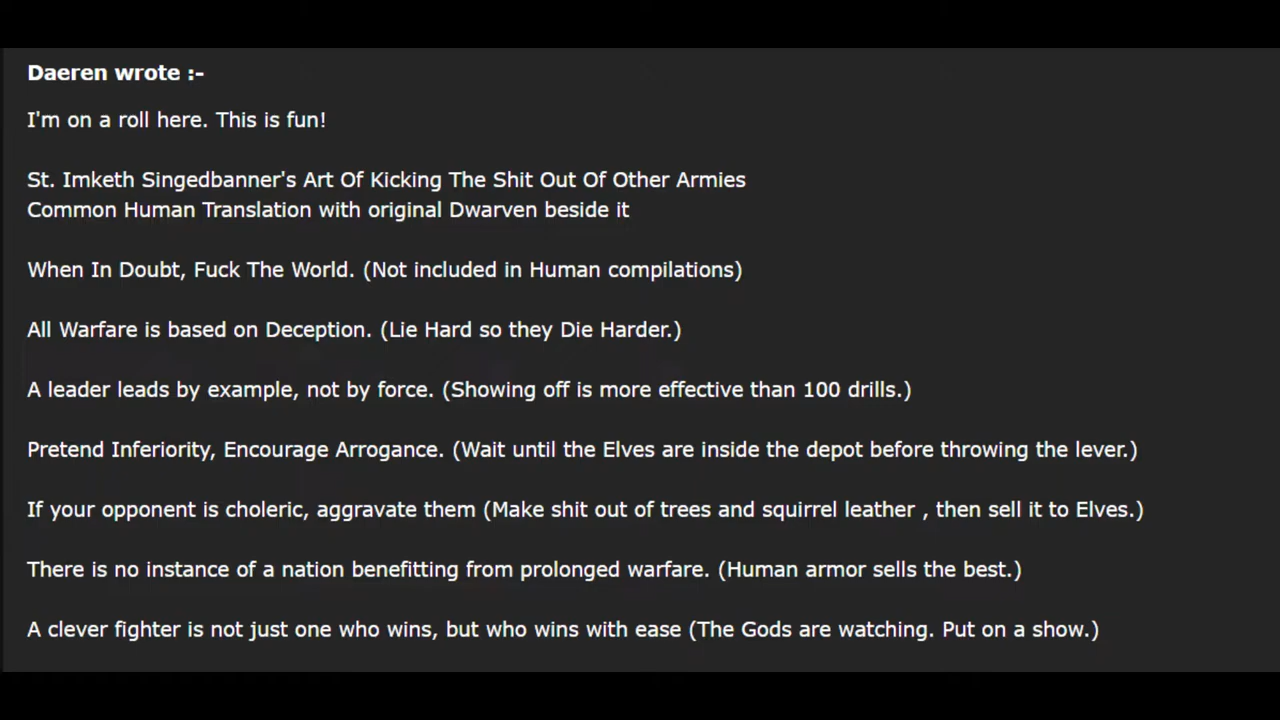 Daeren wrote :-
I'm on a roll here. This is fun!
St. Imketh Singedbanner's Art Of Kicking The Shit Out Of Other Armies
Common Human Translation with original Dwarven beside it
When In Doubt, Fuck The World. (Not included in Human compilations)
All Warfare is based on Deception. (Lie Hard so they Die Harder.)
A leader leads by example, not by force. (Showing off is more effective than 100 drills.)
Pretend Inferiority, Encourage Arrogance. (Wait until the Elves are inside the depot before throwing the lever.)
If your opponent is choleric, aggravate them (Make shit out of trees and squirrel leather , then sell it to Elves.)
There is no instance of a nation benefitting from prolonged warfare. (Human armor sells the best.)
A clever fighter is not just one who wins, but who wins with ease (The Gods are watching. Put on a show.)